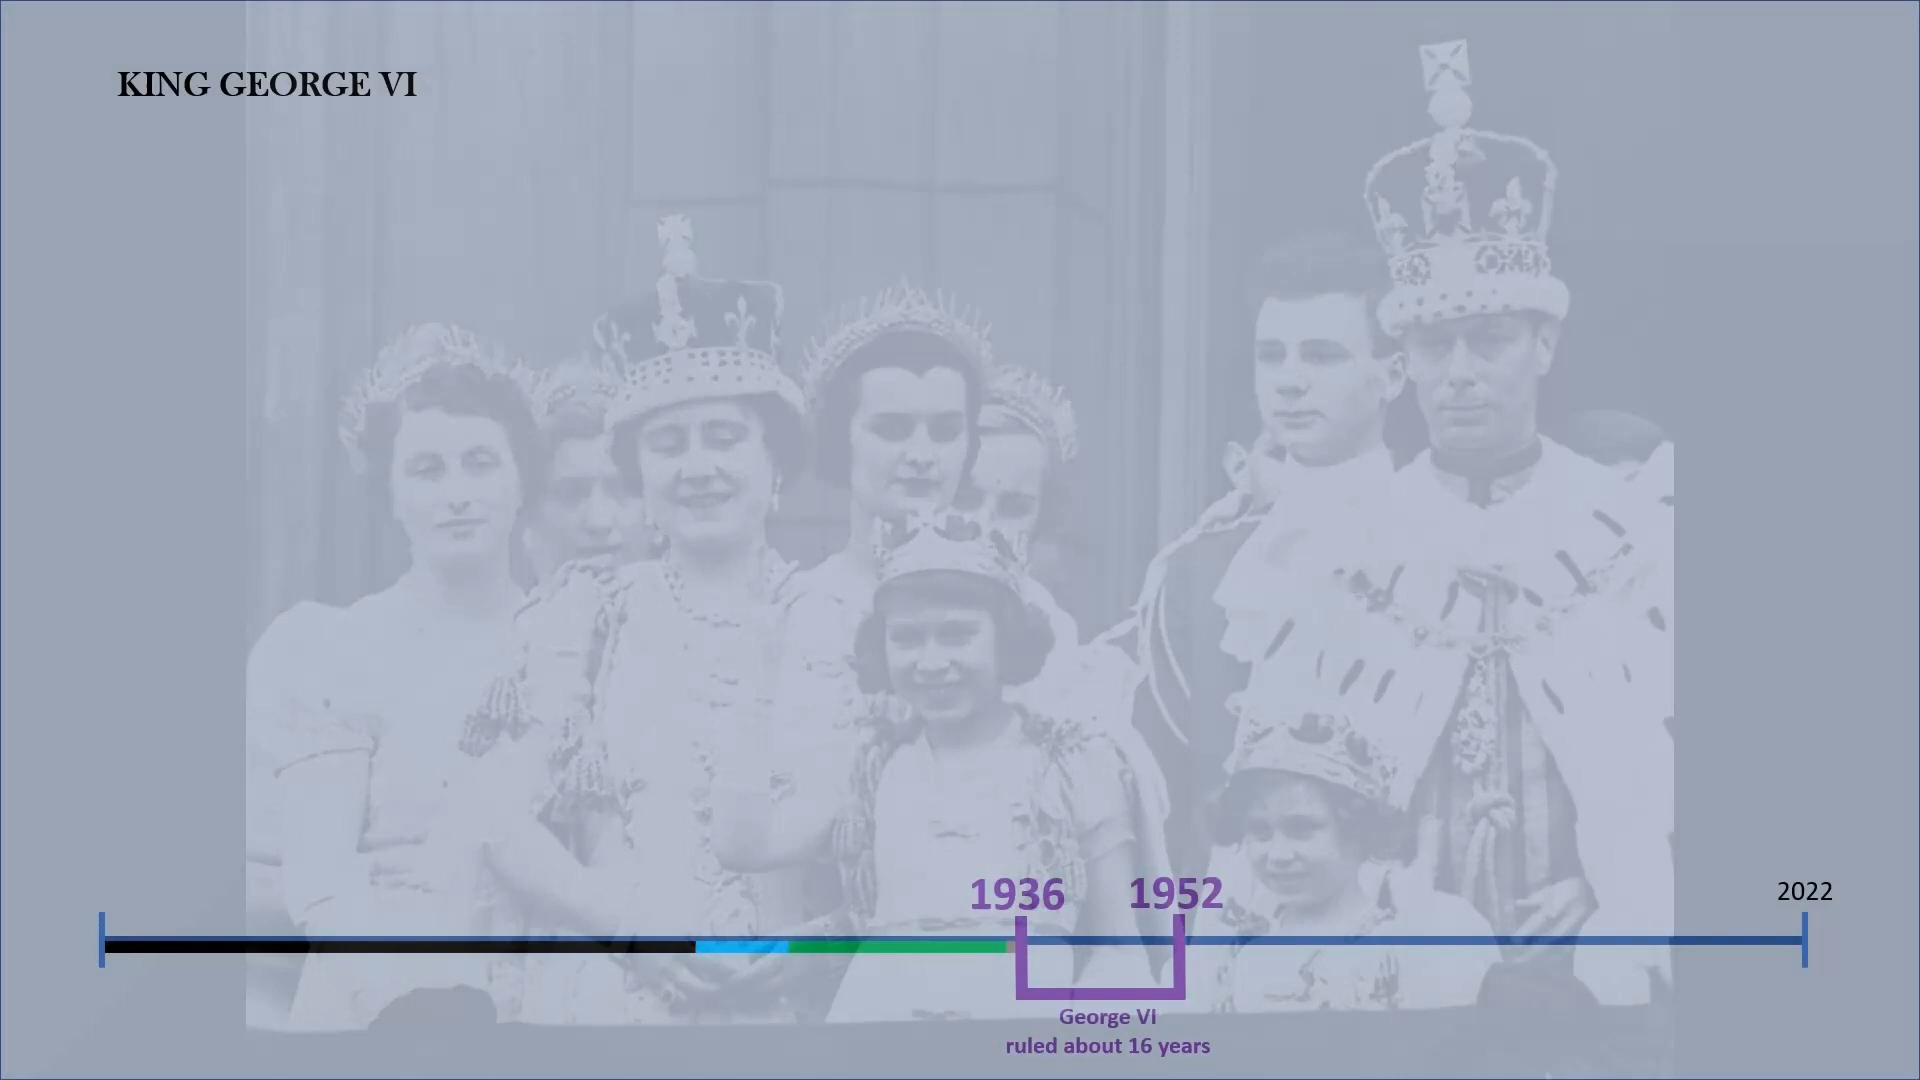 KING GEORGE VI
1936
1952
2022
George VI
ruled about 16 years